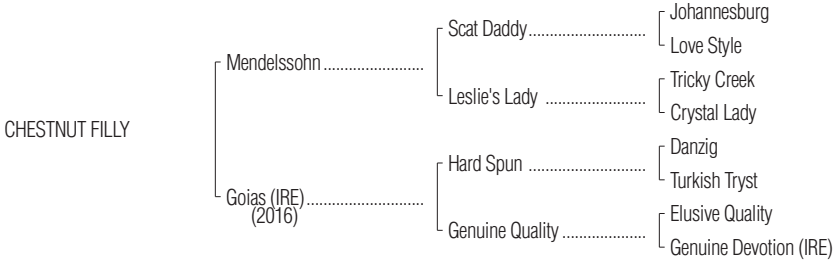 Johannesburg
Scat Daddy
Love Style
Mendelssohn
Tricky Creek
Leslie's Lady
Crystal Lady
CHESTNUT FILLY
Danzig
Hard Spun
Turkish Tryst
Goias (IRE)
(2016)
Elusive Quality
Genuine Quality
Genuine Devotion (IRE)